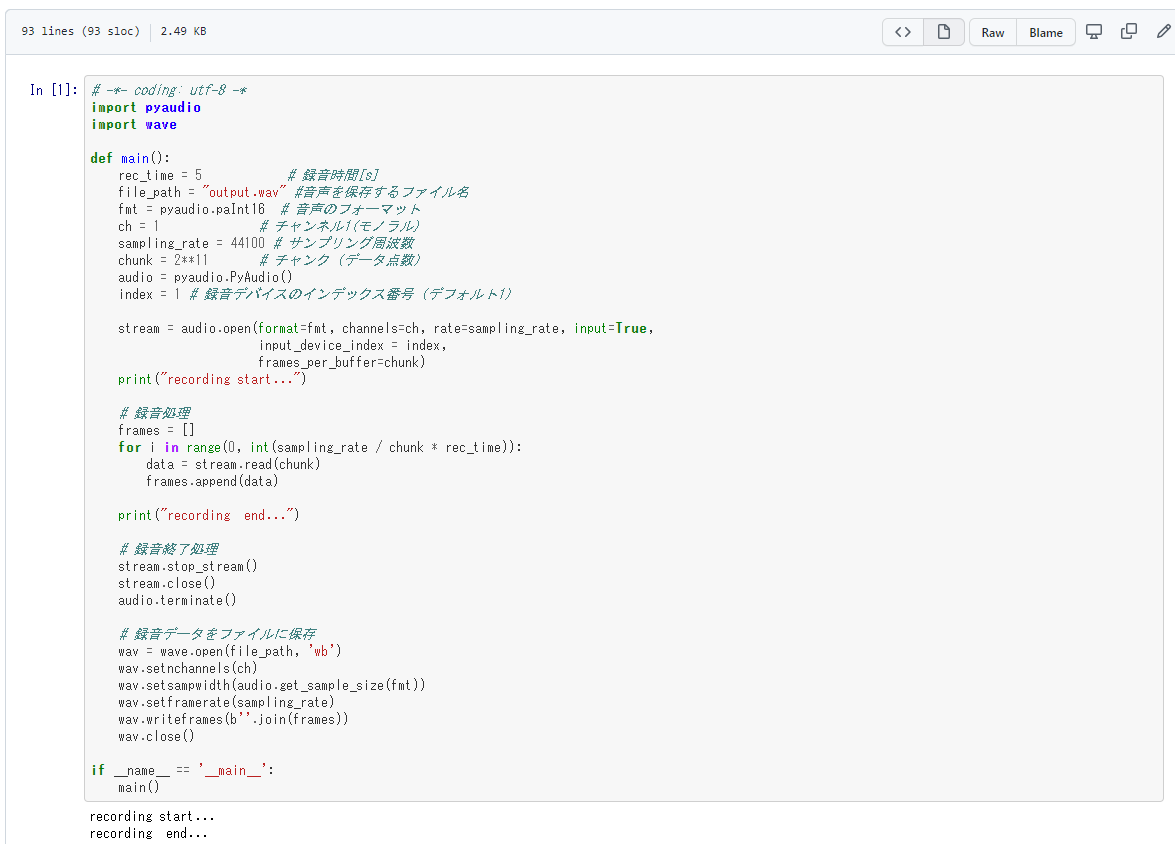 93 lines (93 sloc) 2.49 KB
Raw Blame
In [1]: # -*- coding: utf-8 -*
import pyaudio
import wave
def main():
    rec_time = 5            # 録音時間[s]
    file_path = "output.wav" #音声を保存するファイル名
    fmt = pyaudio.paInt16  # 音声のフォーマット
    ch = 1              # チャンネル1(モノラル)
    sampling_rate = 44100 # サンプリング周波数
    chunk = 2**11       # チャンク（データ点数）
    audio = pyaudio.PyAudio()
    index = 1 # 録音デバイスのインデックス番号（デフォルト1）
    stream = audio.open(format=fmt, channels=ch, rate=sampling_rate, input=True,
                        input_device_index = index,
                        frames_per_buffer=chunk)
    print("recording start...")
    # 録音処理
    frames = []
    for i in range(0, int(sampling_rate / chunk * rec_time)):
        data = stream.read(chunk)
        frames.append(data)
    print("recording  end...")
    # 録音終了処理
    stream.stop_stream()
    stream.close()
    audio.terminate()
    # 録音データをファイルに保存
    wav = wave.open(file_path, 'wb')
    wav.setnchannels(ch)
    wav.setsampwidth(audio.get_sample_size(fmt))
    wav.setframerate(sampling_rate)
    wav.writeframes(b''.join(frames))
    wav.close()
if __name__ == '__main__':
    main()
recording start...
recording  end...